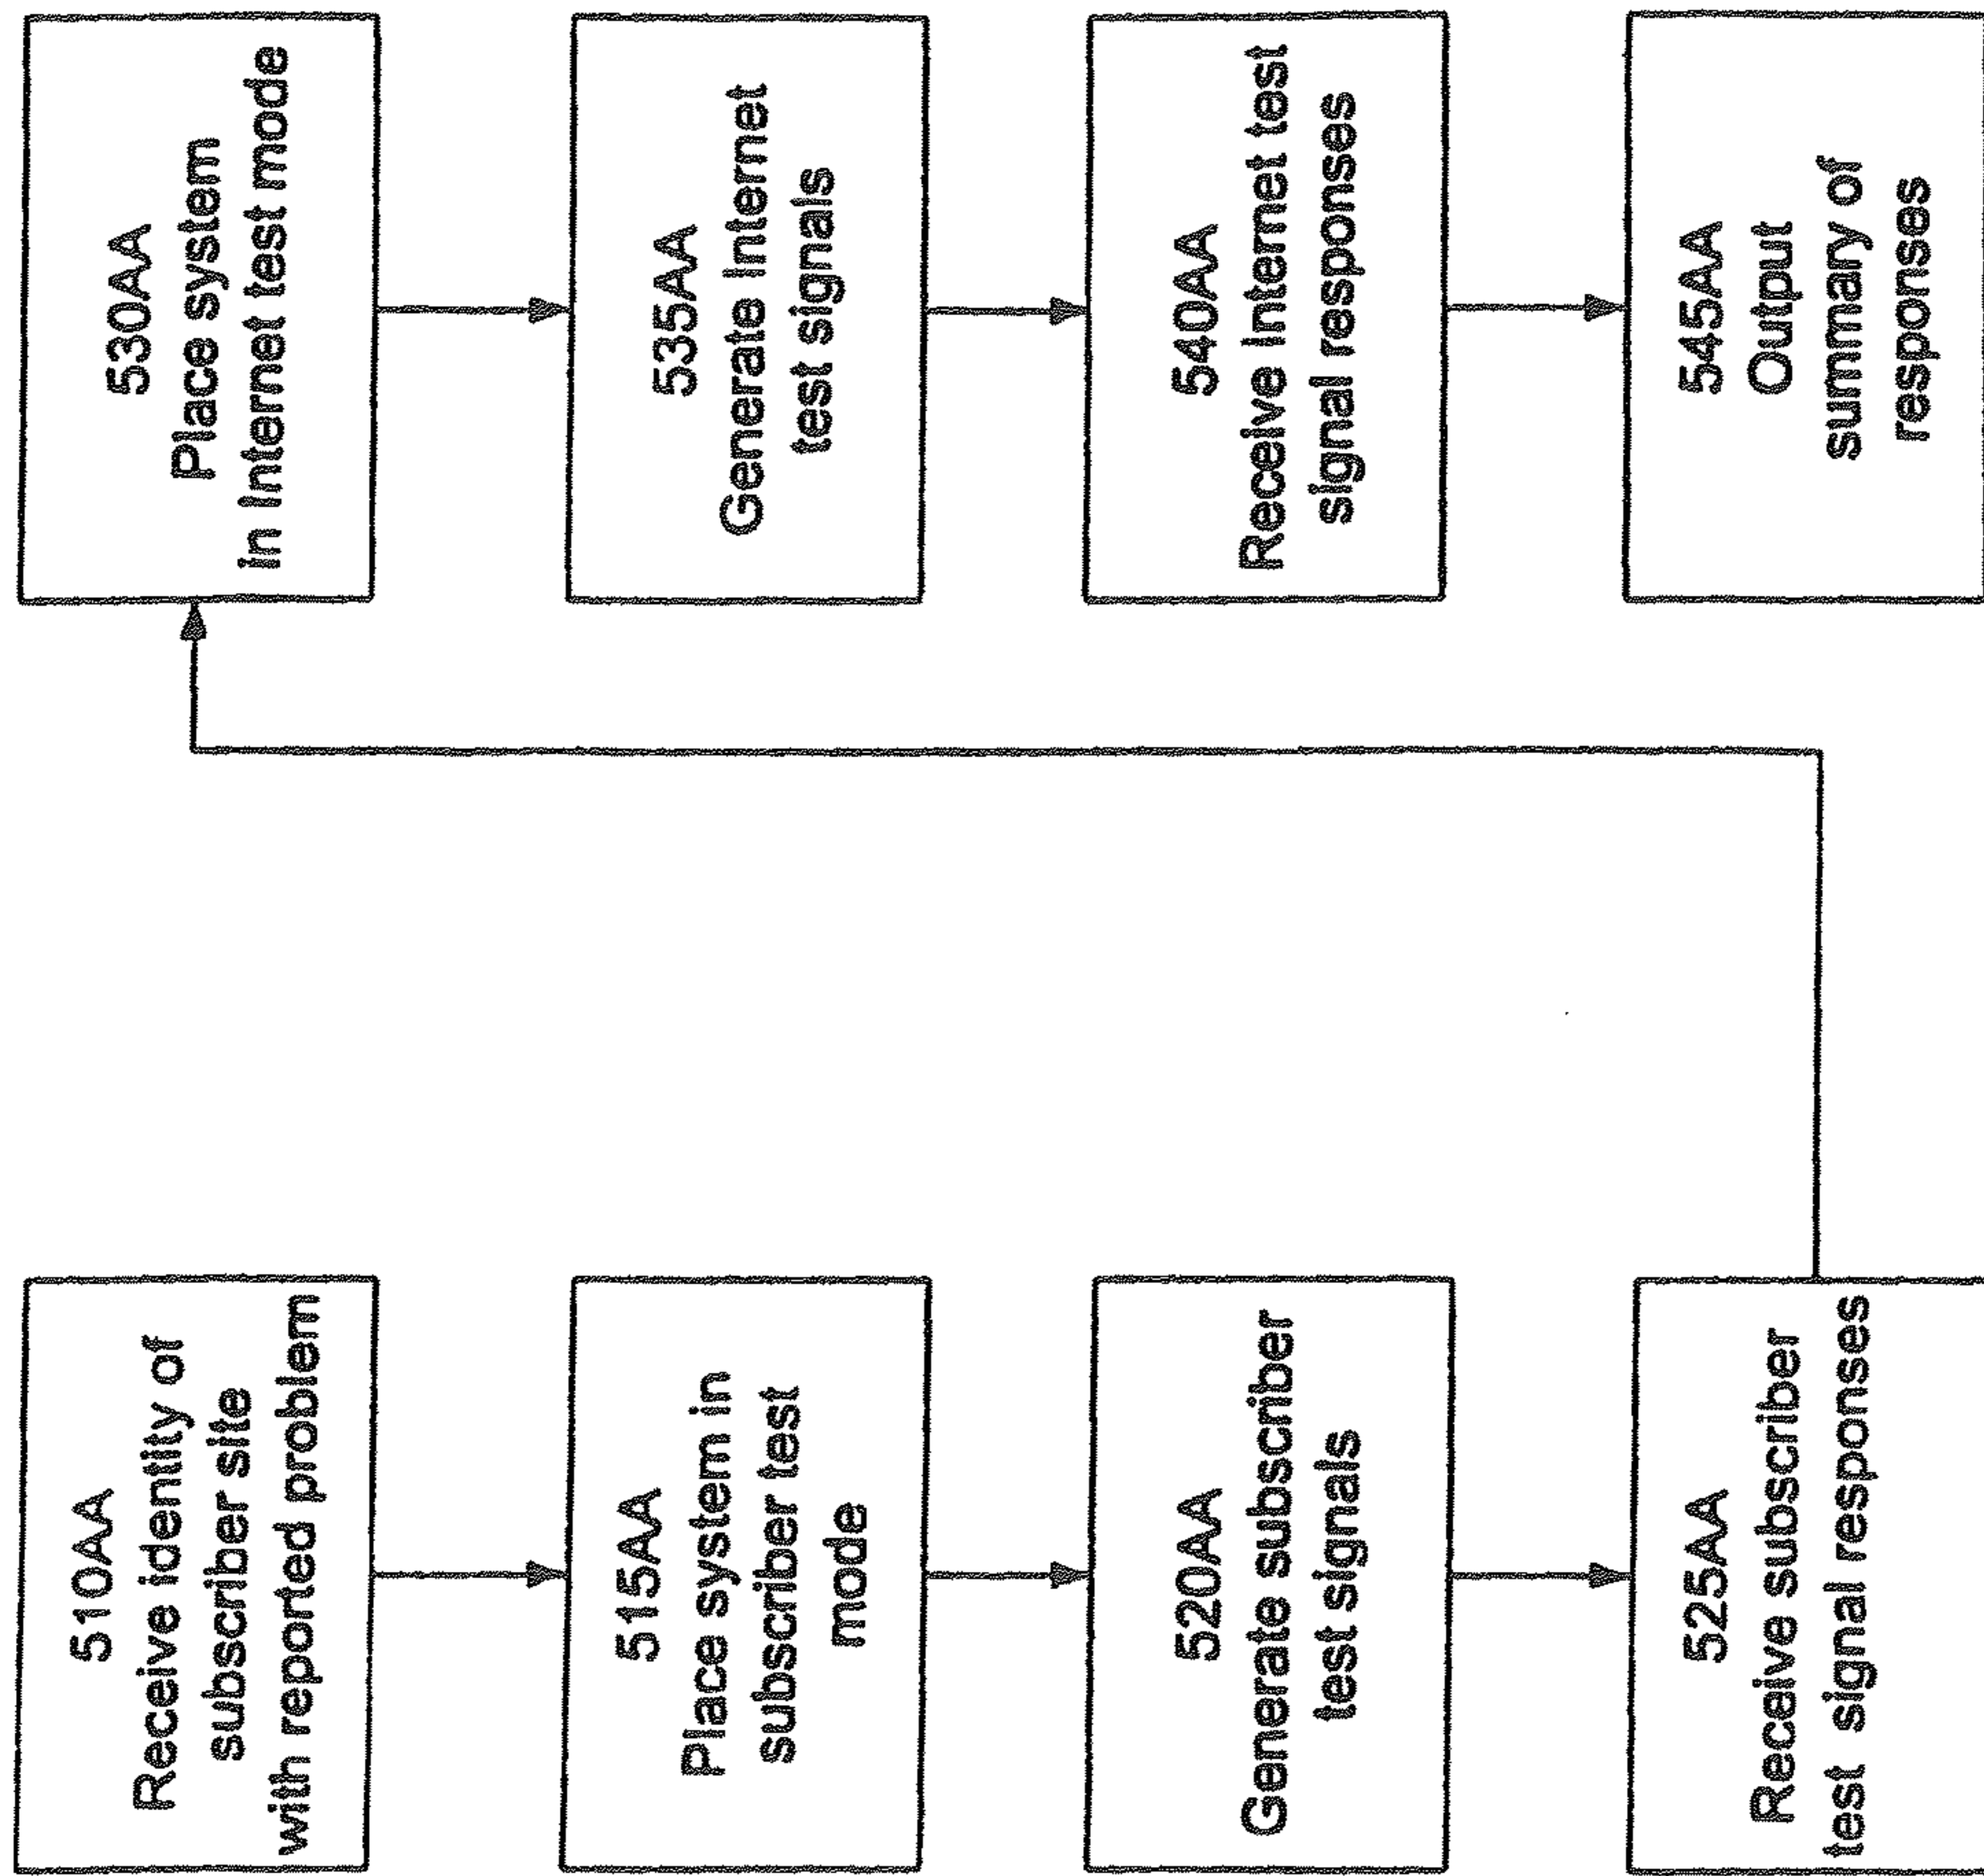 510AA
Receive identity of
subscriber site
with reported problem
515AA
Place system in
subscriber test
mode
520AA
Generate subscriber
test signals
525AA
Receive subscriber
test signal responses
530AA
Place system
in Internet test mode
535AA
Generate Internet
test signals
540AA
Receive Internet test
signal responses
545AA
Output
summary of
responses